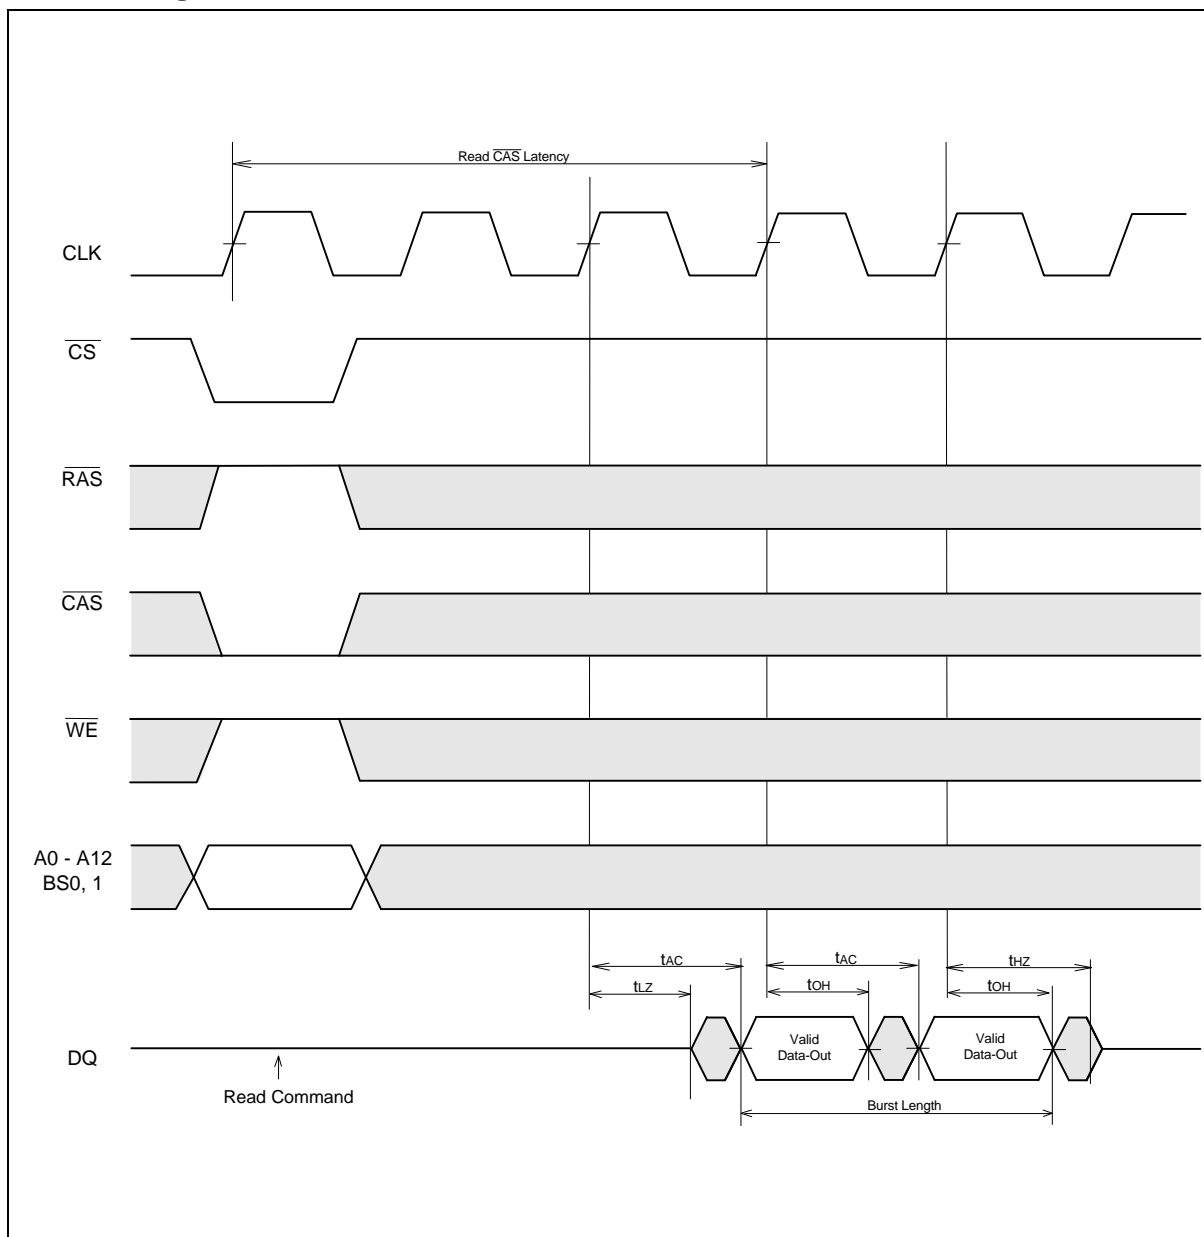 Read CAS Latency
CLK
CS
RAS
CAS
WE
A0 - A12
BS0, 1
tAC
tAC
tHZ
tLZ
tOH
tOH
DQ
Valid
Data-Out
Valid
Data-Out
Read Command
Burst Length